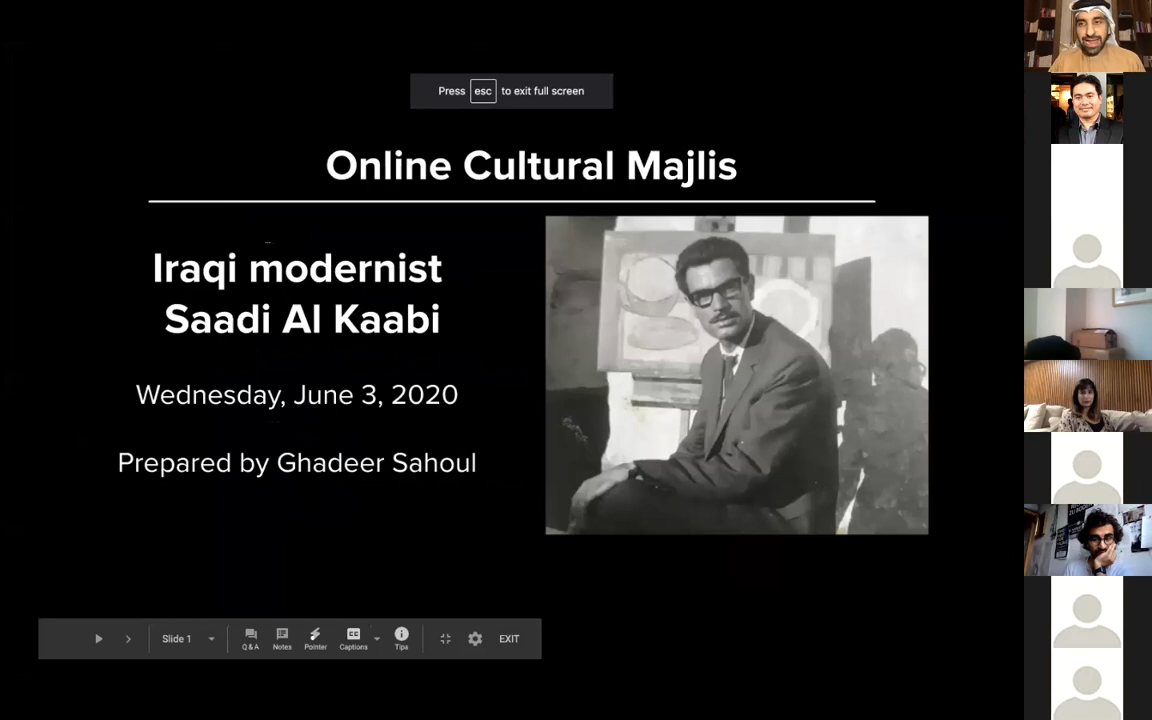 Press esc to exit full screen
Online Cultural Majlis
Iraqi modernist
Saadi Al Kaabi
Wednesday, June 3, 2020
Prepared by Ghadeer Sahoul
Slide 1
Q & A
Notes
Pointer
CC
Captions
Tips
EXIT